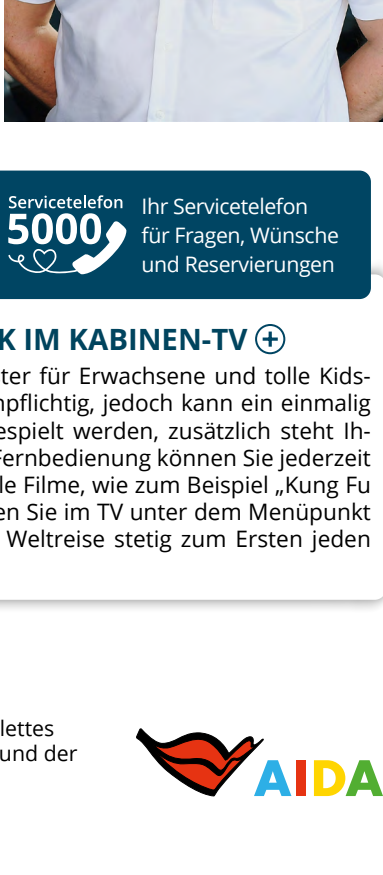 Servicetelefon
5000
Ihr Servicetelefon
für Fragen, Wünsche
und Reservierungen
K IM KABINEN-TV
ter für Erwachsene und tolle Kids-
npflichtig, jedoch kann ein einmalig
espielt werden, zusätzlich steht Ih-
Fernbedienung können Sie jederzeit
le Filme, wie zum Beispiel „Kung Fu
en Sie im TV unter dem Menüpunkt
Weltreise stetig zum Ersten jeden
lettes
und der
AIDA